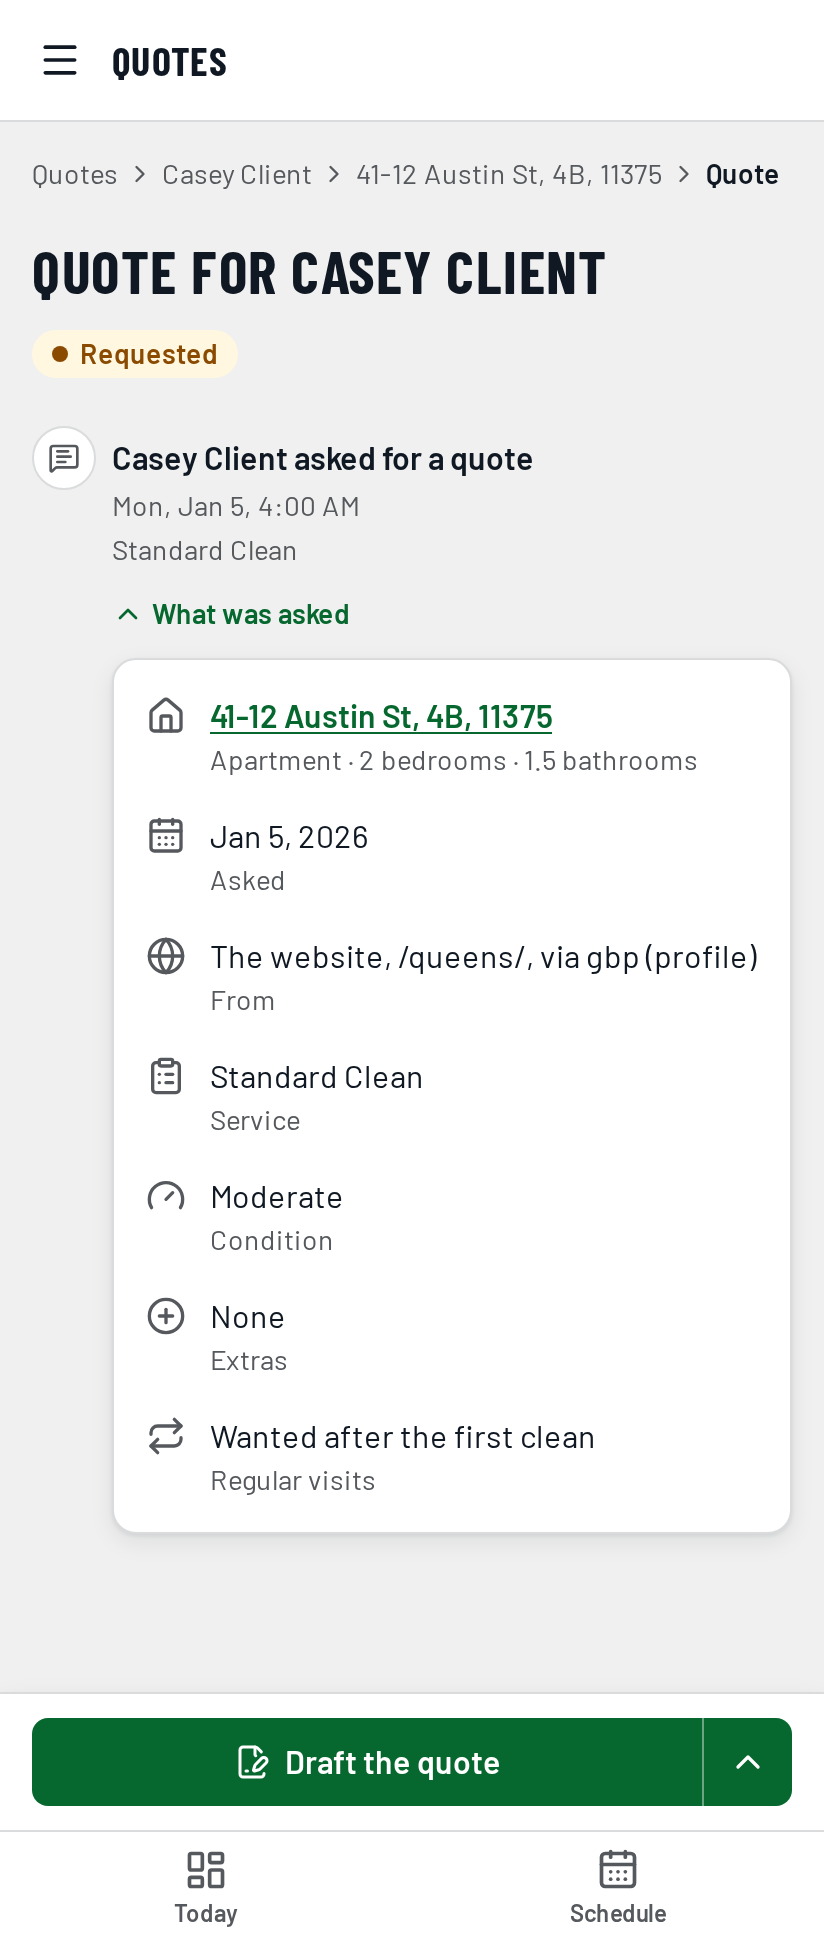 QUOTES
Quotes > Casey Client > 41-12 Austin St, 4B, 11375 > Quote
QUOTE FOR CASEY CLIENT
Requested
Casey Client asked for a quote
Mon, Jan 5, 4:00 AM
Standard Clean
What was asked
41-12 Austin St, 4B, 11375
Apartment · 2 bedrooms · 1.5 bathrooms
Jan 5, 2026
Asked
The website, /queens/, via gbp (profile)
From
Standard Clean
Service
Moderate
Condition
None
Extras
Wanted after the first clean
Regular visits
Draft the quote
Today
Schedule